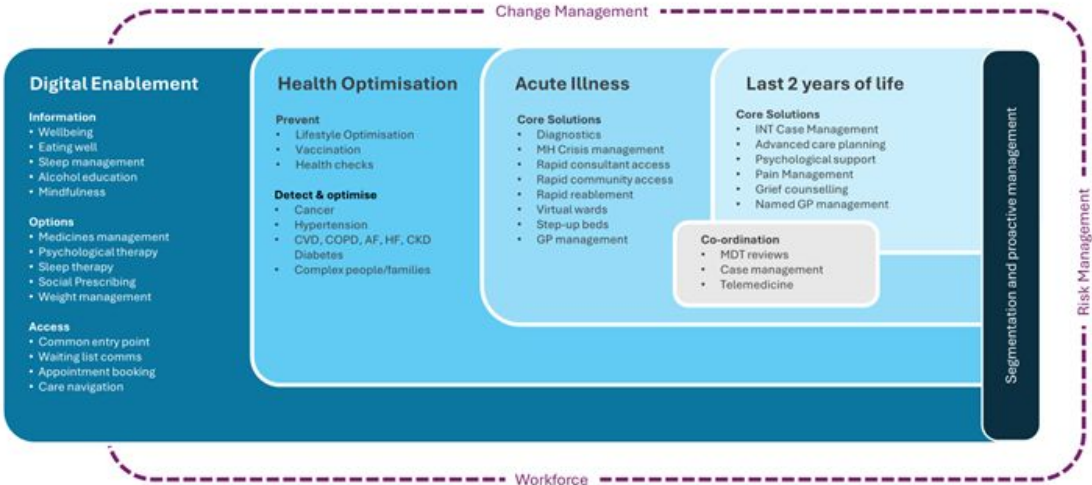 Change Management
Digital Enablement
Information
• Wellbeing
• Eating well
• Sleep management
• Alcohol education
• Mindfulness
Options
• Medicines management
• Psychological therapy
• Sleep therapy
• Social Prescribing
• Weight management
Access
• Common entry point
• Waiting list comms
• Appointment booking
• Care navigation
Health Optimisation
Prevent
• Lifestyle Optimisation
• Vaccination
• Health checks
Detect & optimise
• Cancer
• Hypertension
• CVD, COPD, AF, HF, CKD
Diabetes
• Complex people/families
Acute Illness
Core Solutions
• Diagnostics
• MH Crisis management
• Rapid consultant access
• Rapid community access
• Rapid reablement
• Virtual wards
• Step-up beds
• GP management
Last 2 years of life
Core Solutions
• INT Case Management
• Advanced care planning
• Psychological support
• Pain Management
• Grief counselling
• Named GP management
Co-ordination
• MDT reviews
• Case management
• Telemedicine
Segmentation and proactive management
Risk Management
Workforce